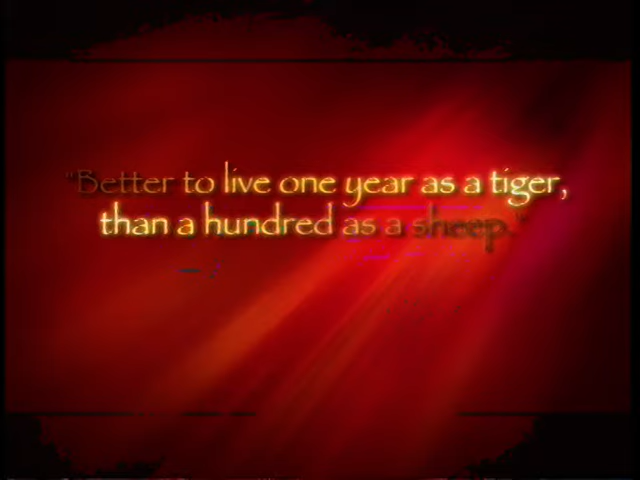 "Better to live one year as a tiger,
than a hundred as a sheep."